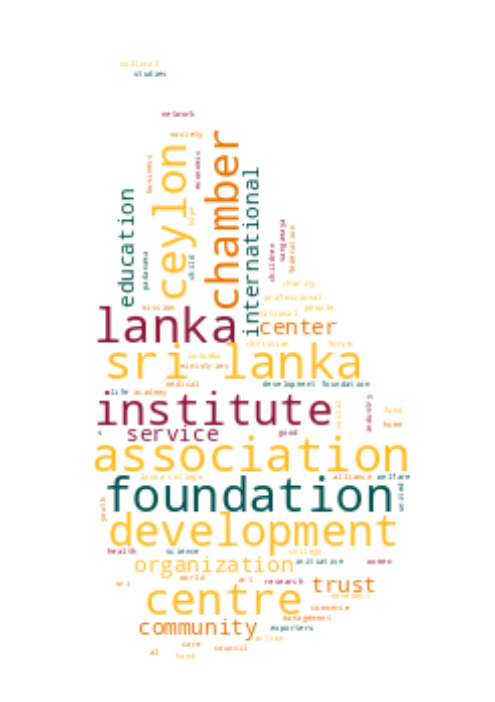 cultural
studies
network
society
ceylon
chamber
business
economic
international
education
hope
child
padanama
children
sangamaya
federation
charity
professional
people
mission
national
lanka
center
christian
forum
colombo
sri lanka
ministries
medical
development foundation
life
academy
institute
social
industry
fund
home
service
good
association
lanka college
alliance
welfare
foundation
united
youth
development
health
science
college
organization
initiative
women
world
art
research
trust
sri
movement
centre
commerce
management
community
exporters
action
care
council
al
hand